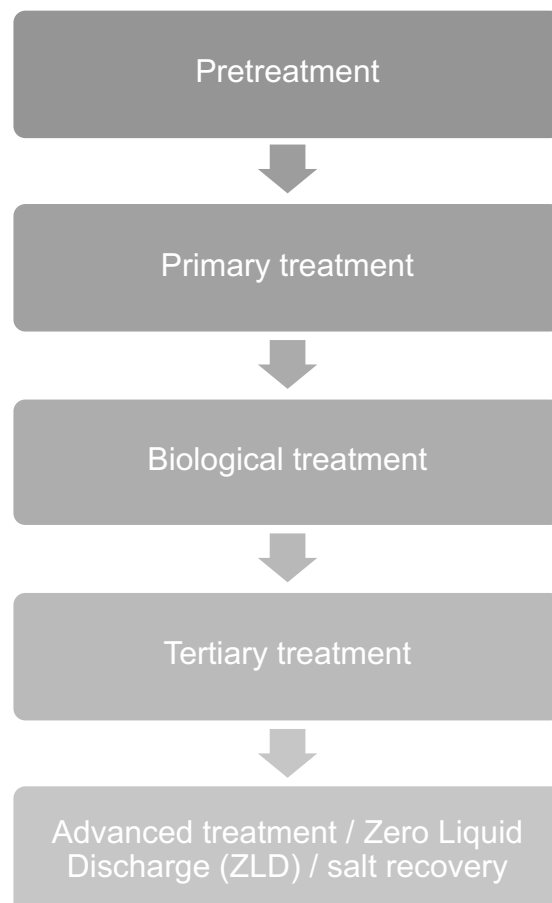 Pretreatment
Primary treatment
Biological treatment
Tertiary treatment
Advanced treatment / Zero Liquid
Discharge (ZLD) / salt recovery